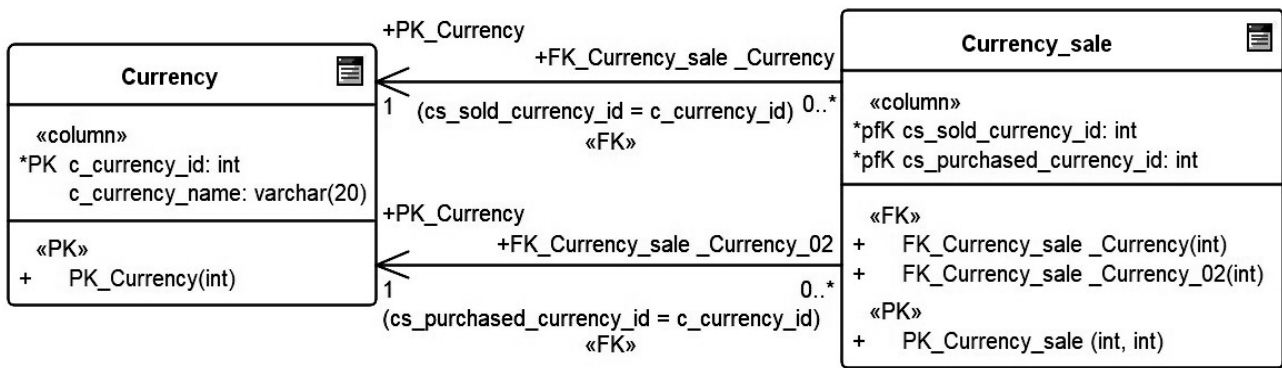 Currency
«column»
*PK c_currency_id: int
c_currency_name: varchar(20)
«PK»
+ PK_Currency(int)
+PK_Currency
+FK_Currency_sale _Currency
1
0..*
(cs_sold_currency_id = c_currency_id)
«FK»
+PK_Currency
+FK_Currency_sale _Currency_02
1
0..*
(cs_purchased_currency_id = c_currency_id)
«FK»
Currency_sale
«column»
*pfK cs_sold_currency_id: int
*pfK cs_purchased_currency_id: int
«FK»
+ FK_Currency_sale _Currency(int)
+ FK_Currency_sale _Currency_02(int)
«PK»
+ PK_Currency_sale (int, int)